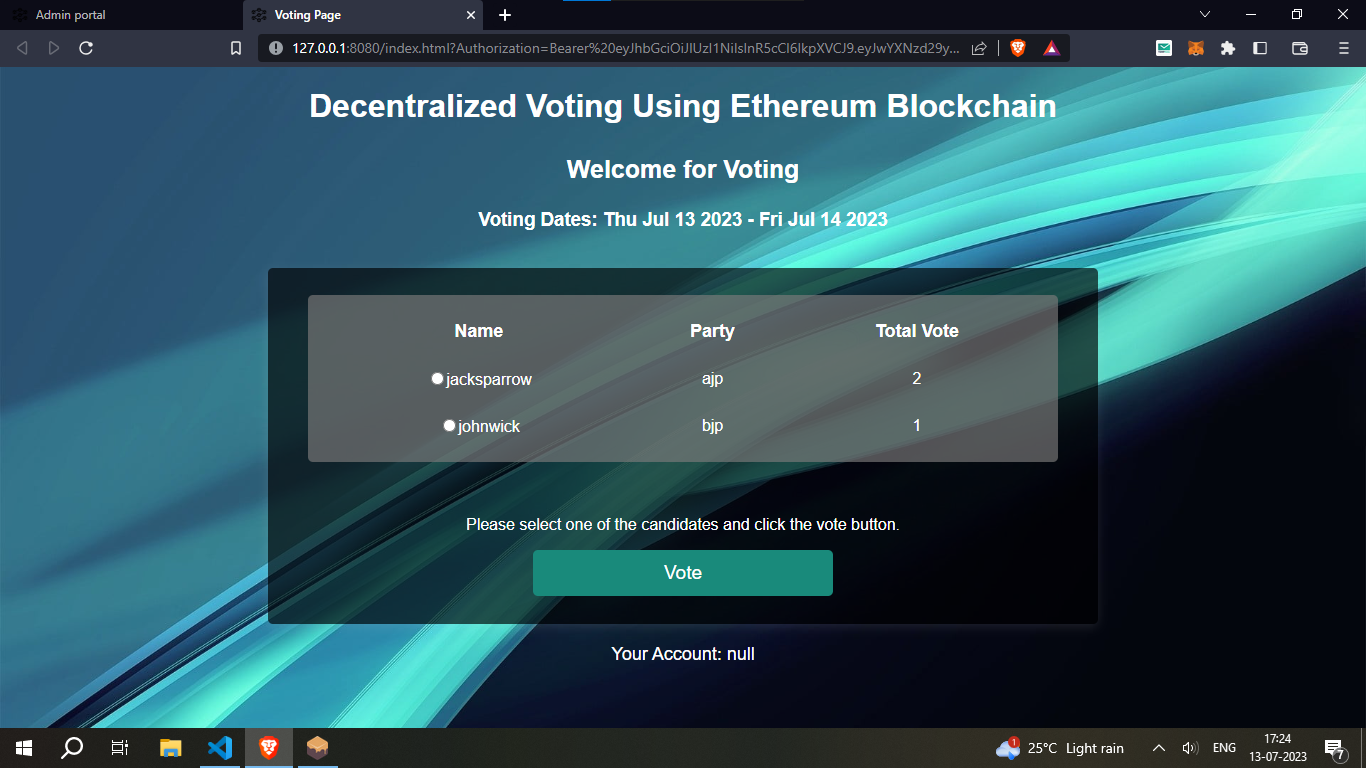 Admin portal
Voting Page
127.0.0.1:8080/index.html?Authorization=Bearer%20eyJhbGciOiJIUzI1NiIsInR5cCI6IkpXVCJ9.eyJwYXNzd29y...
Decentralized Voting Using Ethereum Blockchain
Welcome for Voting
Voting Dates: Thu Jul 13 2023 - Fri Jul 14 2023
Name Party Total Vote
jacksparrow ajp 2
johnwick bjp 1
Please select one of the candidates and click the vote button.
Vote
Your Account: null
1
25°C Light rain
ENG
17:24
13-07-2023
7